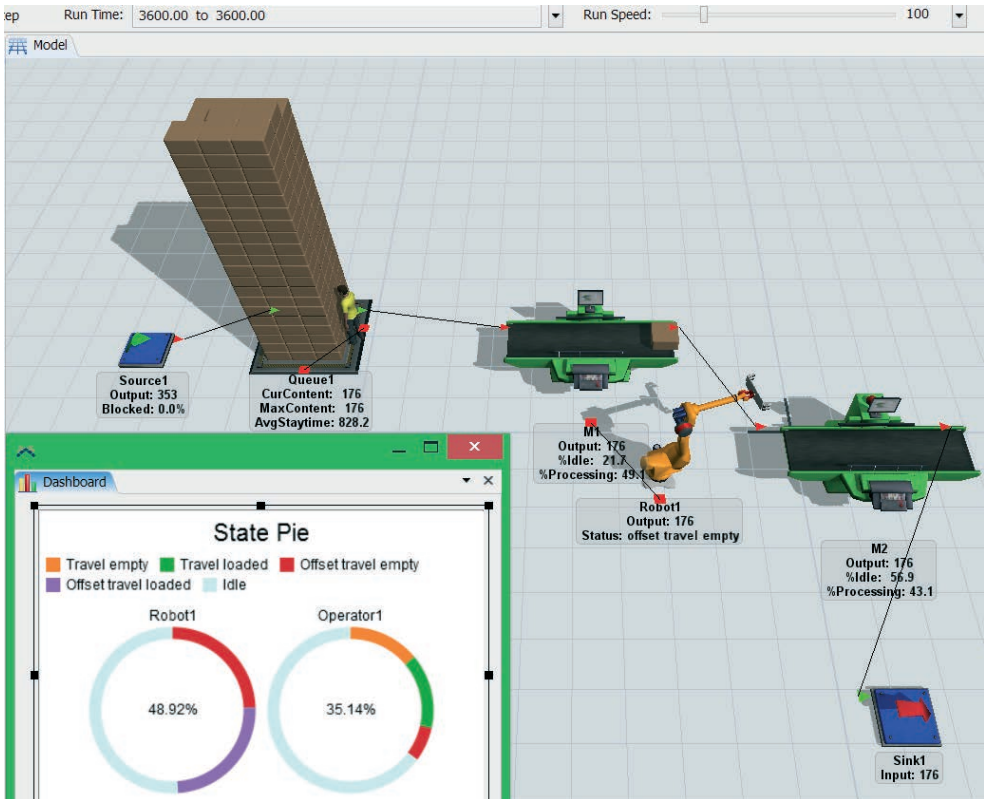 ep Run Time: 3600.00 to 3600.00 Run Speed: 100
Model
Source1
Output: 353
Blocked: 0.0%
Queue1
CurContent: 176
MaxContent: 176
AvgStaytime: 828.2
M1
Output: 176
%Idle: 21.7
%Processing: 49.1
Robot1
Output: 176
Status: offset travel empty
M2
Output: 176
%Idle: 56.9
%Processing: 43.1
Sink1
Input: 176
Dashboard
State Pie
Travel empty Travel loaded Offset travel empty
Offset travel loaded Idle
Robot1 Operator1
48.92% 35.14%